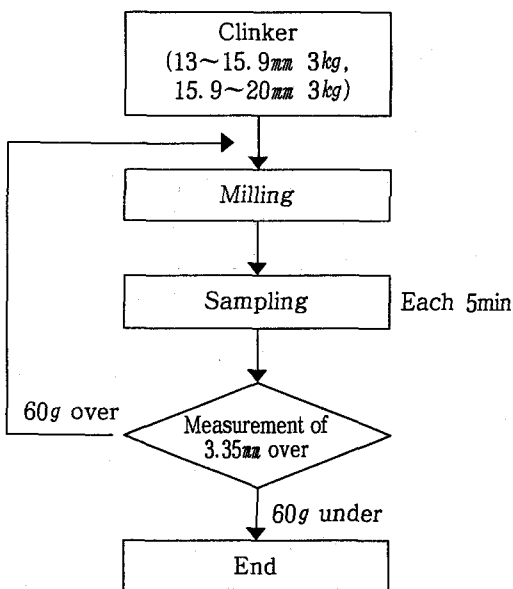 Clinker
(13~15.9mm 3kg,
15.9~20mm 3kg)
Milling
Sampling
Each 5min
60g over
Measurement of
3.35mm over
60g under
End